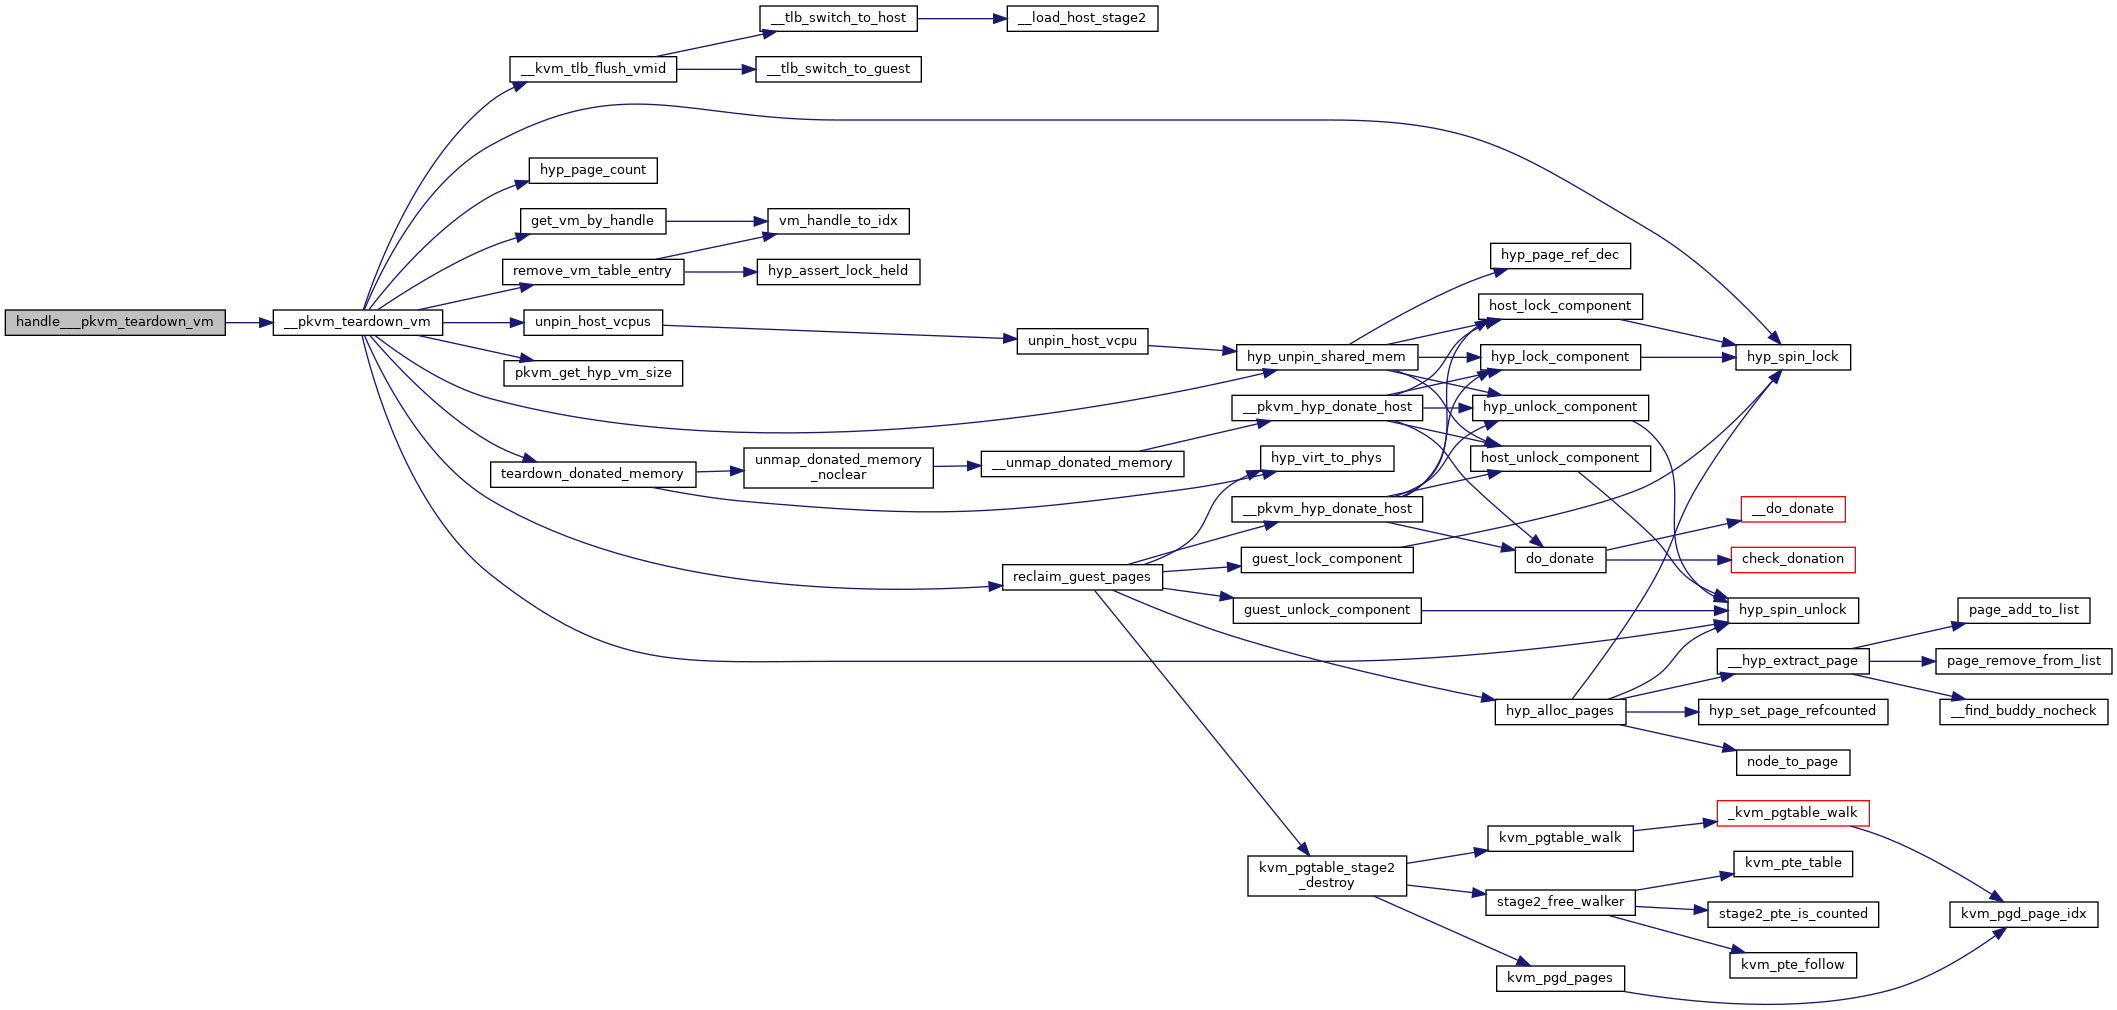 __tlb_switch_to_host
__load_host_stage2
__kvm_tlb_flush_vmid
__tlb_switch_to_guest
hyp_page_count
get_vm_by_handle
vm_handle_to_idx
remove_vm_table_entry
hyp_assert_lock_held
hyp_page_ref_dec
host_lock_component
handle___pkvm_teardown_vm
__pkvm_teardown_vm
unpin_host_vcpus
unpin_host_vcpu
hyp_unpin_shared_mem
hyp_lock_component
hyp_spin_lock
pkvm_get_hyp_vm_size
__pkvm_hyp_donate_host
hyp_unlock_component
teardown_donated_memory
unmap_donated_memory
_noclear
__unmap_donated_memory
hyp_virt_to_phys
host_unlock_component
__pkvm_hyp_donate_host
__do_donate
guest_lock_component
do_donate
check_donation
reclaim_guest_pages
guest_unlock_component
hyp_spin_unlock
page_add_to_list
__hyp_extract_page
page_remove_from_list
hyp_alloc_pages
hyp_set_page_refcounted
__find_buddy_nocheck
node_to_page
_kvm_pgtable_walk
kvm_pgtable_walk
kvm_pgtable_stage2
_destroy
kvm_pte_table
stage2_free_walker
stage2_pte_is_counted
kvm_pgd_page_idx
kvm_pte_follow
kvm_pgd_pages